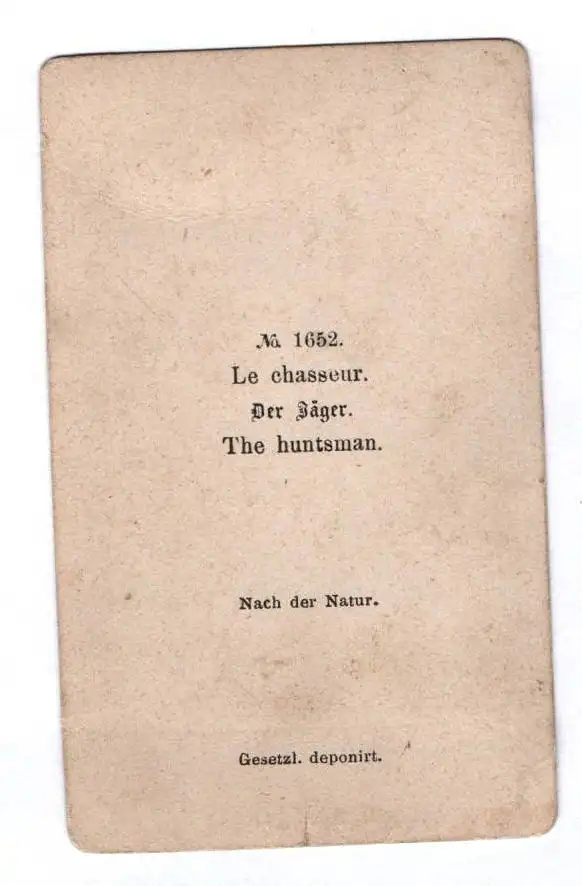 № 1652.
Le chasseur.
Der Jäger.
The huntsman.
Nach der Natur.
Gesetzl. deponirt.